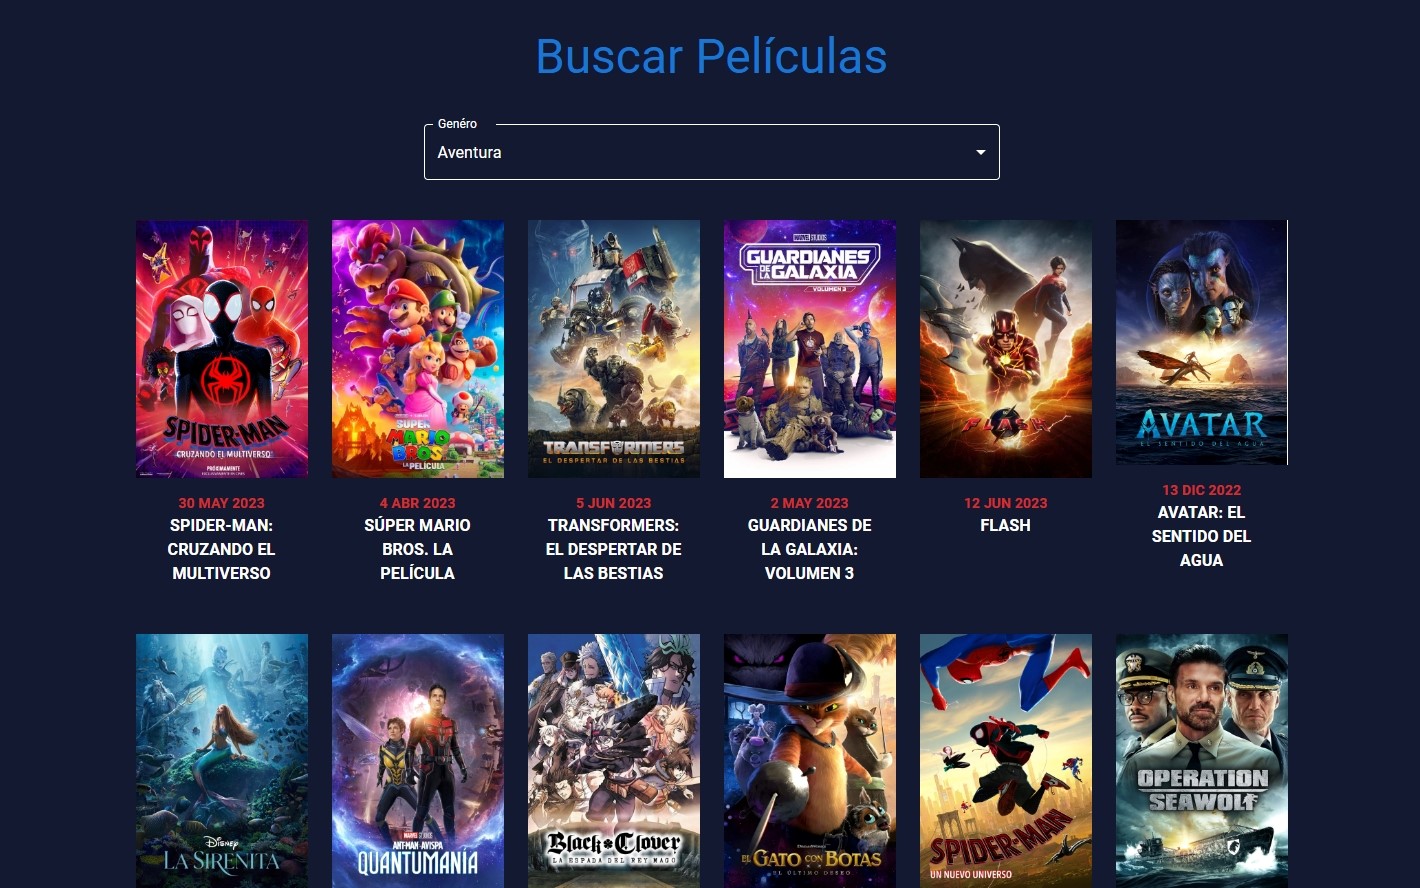 Buscar Películas
Genéro
Aventura
SPIDER-MAN
CRUZANDO EL MULTIVERSO
PRÓXIMAMENTE
SUPER
MARIO
BROS.
LA PELÍCULA
TRANSFORMERS
EL DESPERTAR DE LAS BESTIAS
MARVEL STUDIOS
GUARDIANES
DE LA GALAXIA
VOLUMEN 3
FLASH
AVATAR
EL SENTIDO DEL AGUA
30 MAY 2023
SPIDER-MAN:
CRUZANDO EL
MULTIVERSO
4 ABR 2023
SÚPER MARIO
BROS. LA
PELÍCULA
5 JUN 2023
TRANSFORMERS:
EL DESPERTAR DE
LAS BESTIAS
2 MAY 2023
GUARDIANES DE
LA GALAXIA:
VOLUMEN 3
12 JUN 2023
FLASH
13 DIC 2022
AVATAR: EL
SENTIDO DEL
AGUA
DISNEY
LA SIRENITA
MARVEL STUDIOS
ANT-MAN Y LA AVISPA
QUANTUMANIA
Black Clover
LA ESPADA DEL REY MAGO
EL GATO CON BOTAS
EL ÚLTIMO DESEO
SPIDER-MAN
UN NUEVO UNIVERSO
OPERATION
SEAWOLF